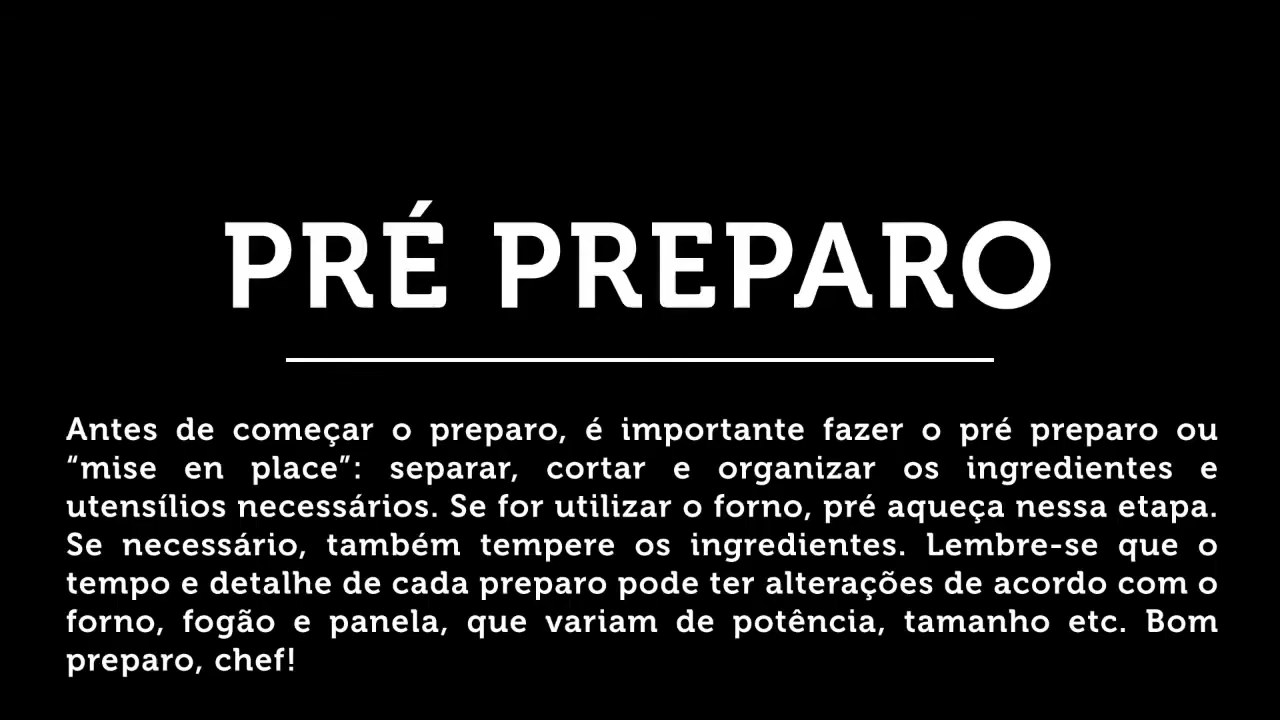 PRÉ PREPARO
Antes de começar o preparo, é importante fazer o pré preparo ou
“mise en place”: separar, cortar e organizar os ingredientes e
utensílios necessários. Se for utilizar o forno, pré aqueça nessa etapa.
Se necessário, também tempere os ingredientes. Lembre-se que o
tempo e detalhe de cada preparo pode ter alterações de acordo com o
forno, fogão e panela, que variam de potência, tamanho etc. Bom
preparo, chef!